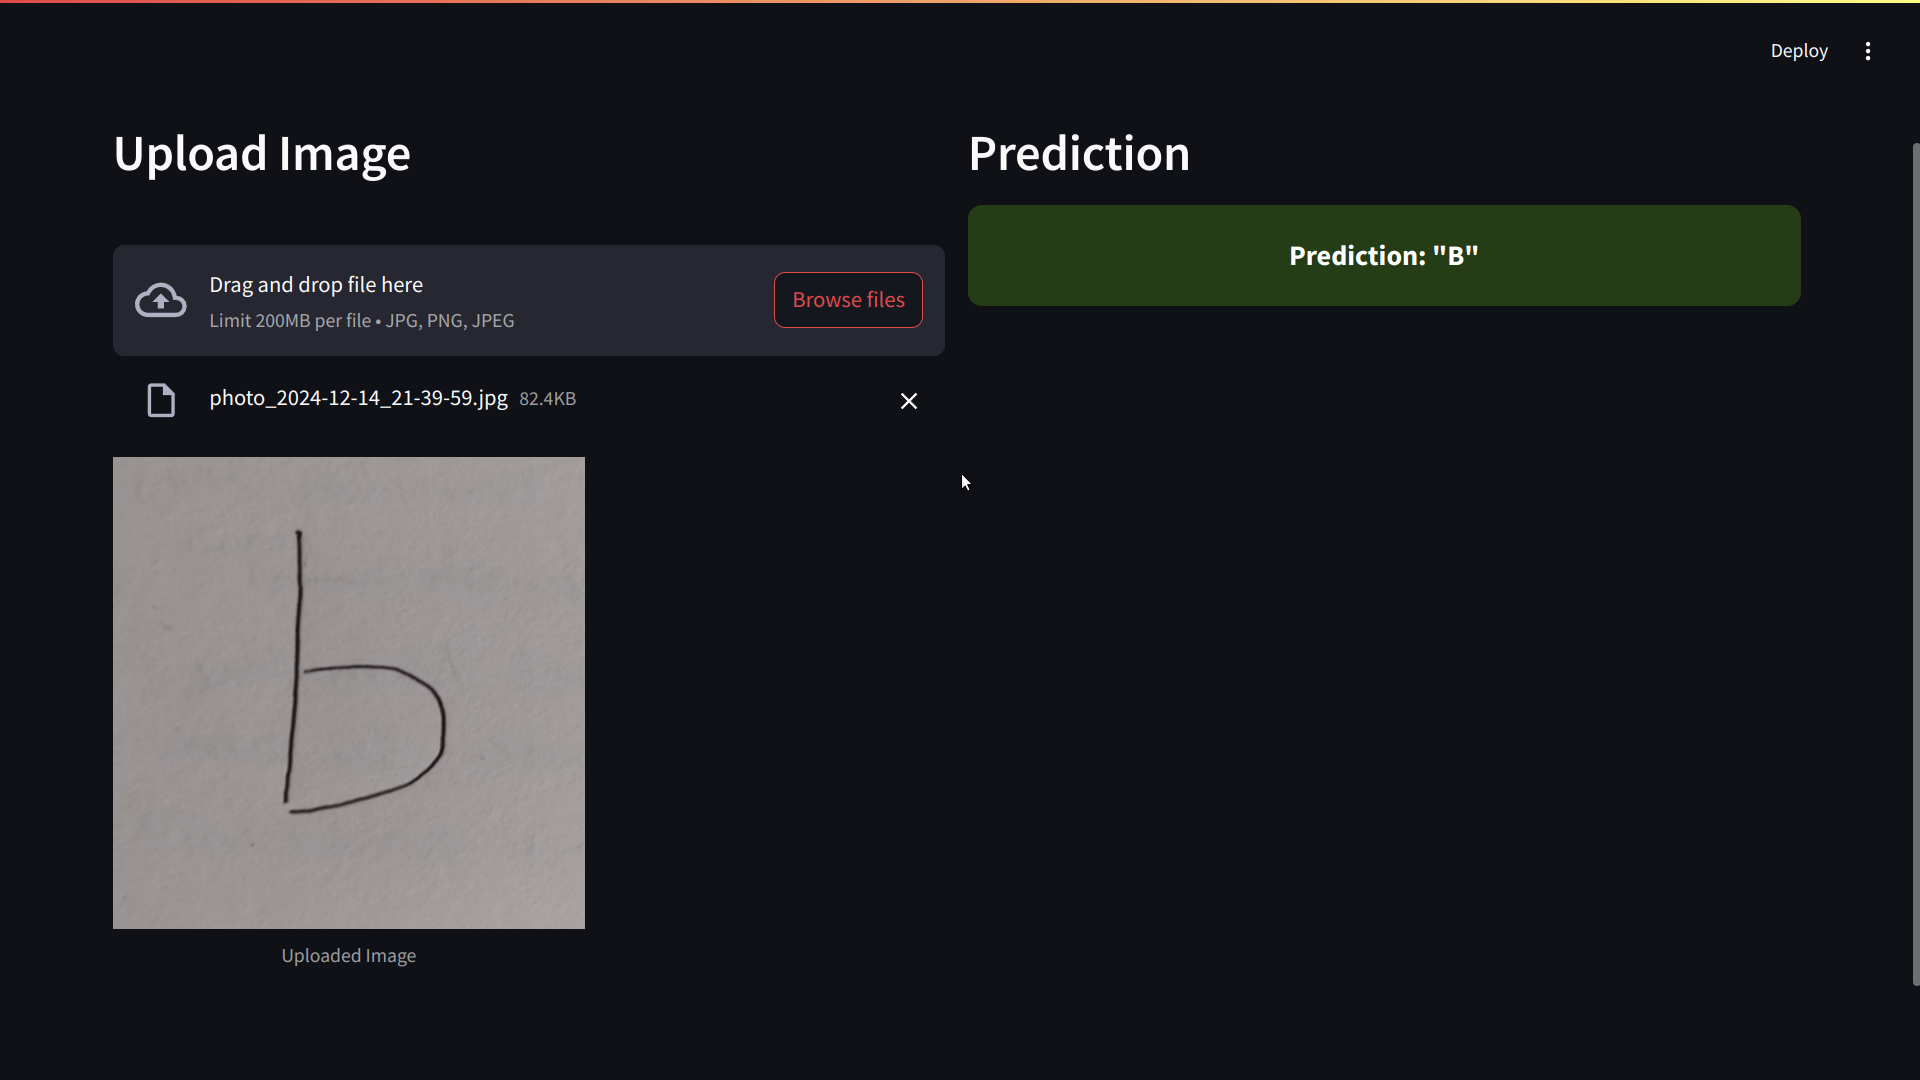 Deploy
Upload Image
Prediction
Prediction: "B"
Drag and drop file here
Limit 200MB per file • JPG, PNG, JPEG
Browse files
photo_2024-12-14_21-39-59.jpg 82.4KB
b
Uploaded Image